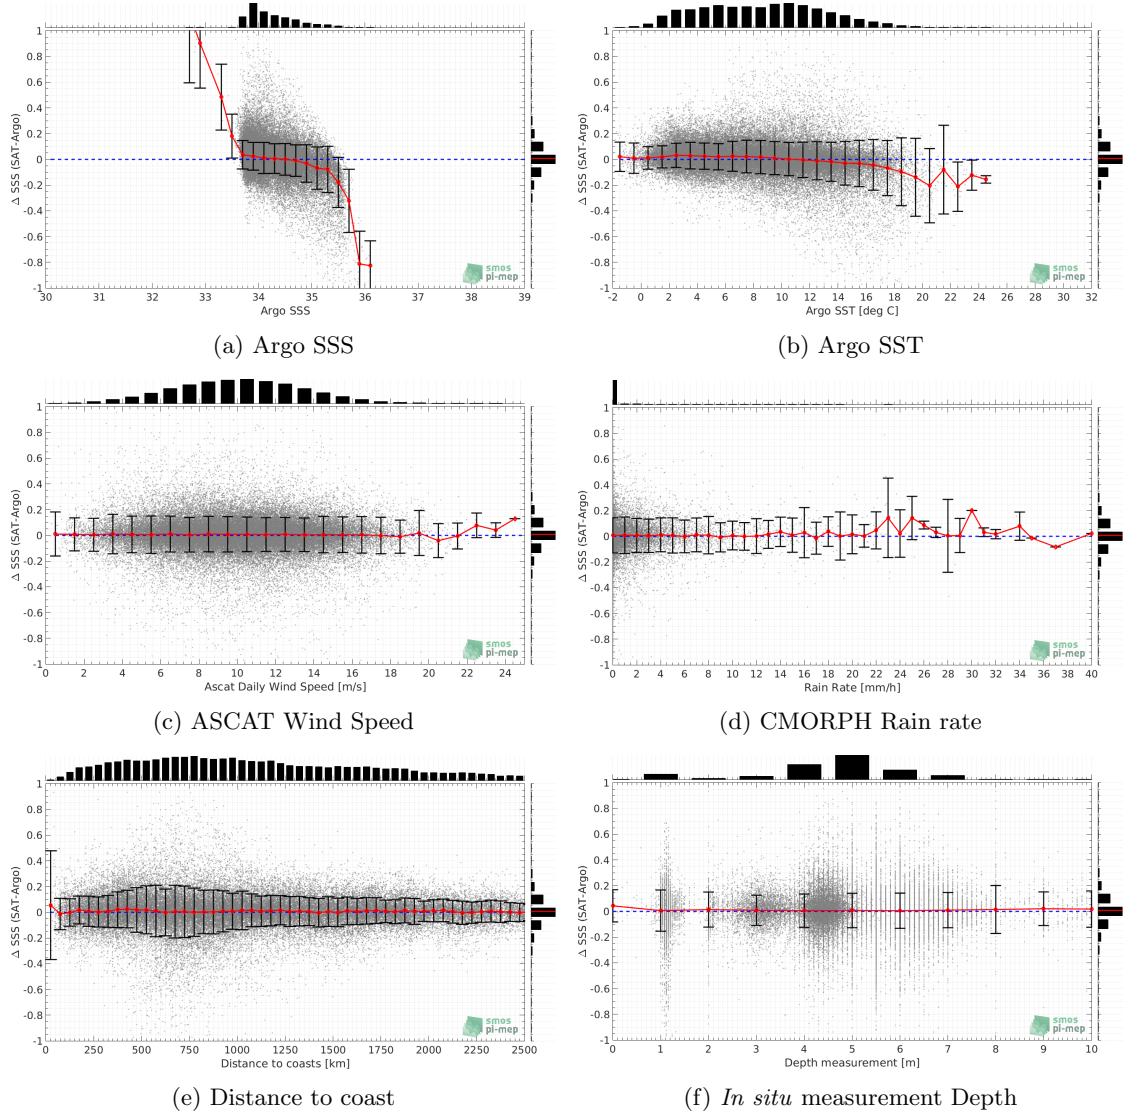 1
0.8
0.6
0.4
0.2
0
-0.2
-0.4
-0.6
-0.8
-1
Δ SSS (SAT-Argo)
30 31 32 33 34 35 36 37 38 39
Argo SSS
smos
pi-mep
(a) Argo SSS
1
0.8
0.6
0.4
0.2
0
-0.2
-0.4
-0.6
-0.8
-1
Δ SSS (SAT-Argo)
-2 0 2 4 6 8 10 12 14 16 18 20 22 24 26 28 30 32
Argo SST [deg C]
smos
pi-mep
(b) Argo SST
1
0.8
0.6
0.4
0.2
0
-0.2
-0.4
-0.6
-0.8
-1
Δ SSS (SAT-Argo)
0 2 4 6 8 10 12 14 16 18 20 22 24
Ascat Daily Wind Speed [m/s]
smos
pi-mep
(c) ASCAT Wind Speed
1
0.8
0.6
0.4
0.2
0
-0.2
-0.4
-0.6
-0.8
-1
Δ SSS (SAT-Argo)
0 2 4 6 8 10 12 14 16 18 20 22 24 26 28 30 32 34 36 38 40
Rain Rate [mm/h]
smos
pi-mep
(d) CMORPH Rain rate
1
0.8
0.6
0.4
0.2
0
-0.2
-0.4
-0.6
-0.8
-1
Δ SSS (SAT-Argo)
0 250 500 750 1000 1250 1500 1750 2000 2250 2500
Distance to coasts [km]
smos
pi-mep
(e) Distance to coast
1
0.8
0.6
0.4
0.2
0
-0.2
-0.4
-0.6
-0.8
-1
Δ SSS (SAT-Argo)
0 1 2 3 4 5 6 7 8 9 10
Depth measurement [m]
smos
pi-mep
(f) In situ measurement Depth